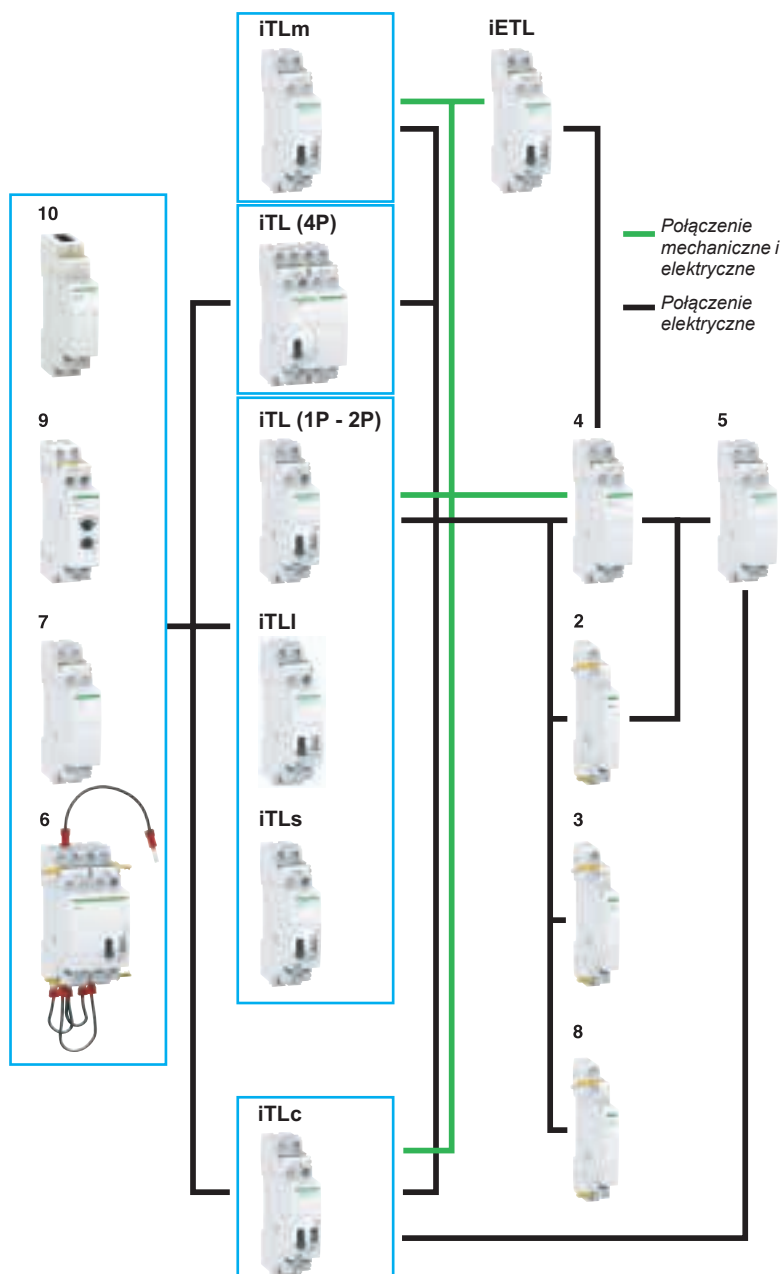 iTLm
iETL
10
iTL (4P)
Połączenie
mechaniczne i
elektryczne
Połączenie
elektryczne
9
iTL (1P - 2P)
4
5
7
iTLI
2
6
iTLs
3
8
iTLc